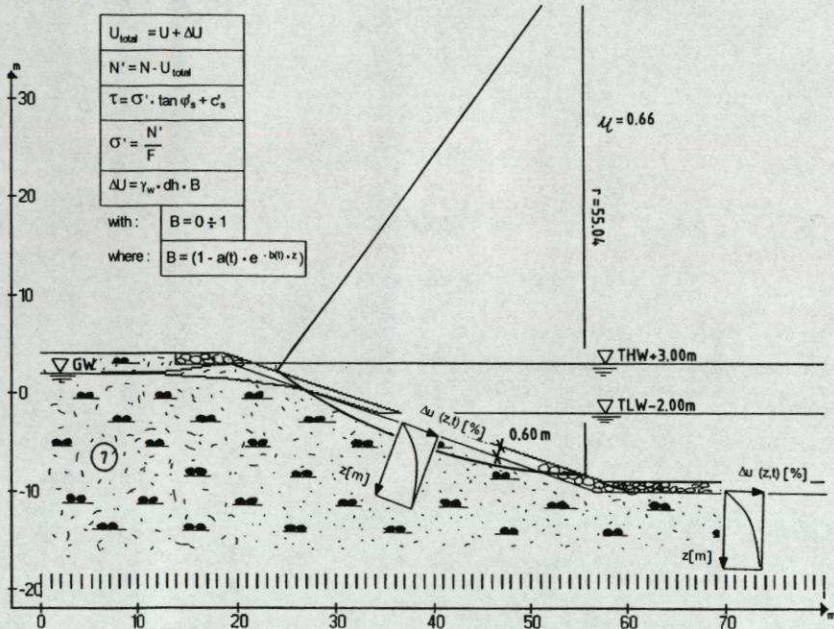 U_total = U + ΔU
N' = N - U_total
τ = σ' · tan φ's + c's
σ' = N' / F
ΔU = γw · dh · B
with : B = 0 ÷ 1
where : B = (1 - a(t) · e^-b(t) · z)
m
30
20
10
0
-10
-20
μ = 0.66
r = 55.04
GW
THW+3.00m
TLW-2.00m
Δu (z,t) [%]
0.60 m
z[m]
7
Δu (z,t) [%]
z[m]
0 10 20 30 40 50 60 70 m